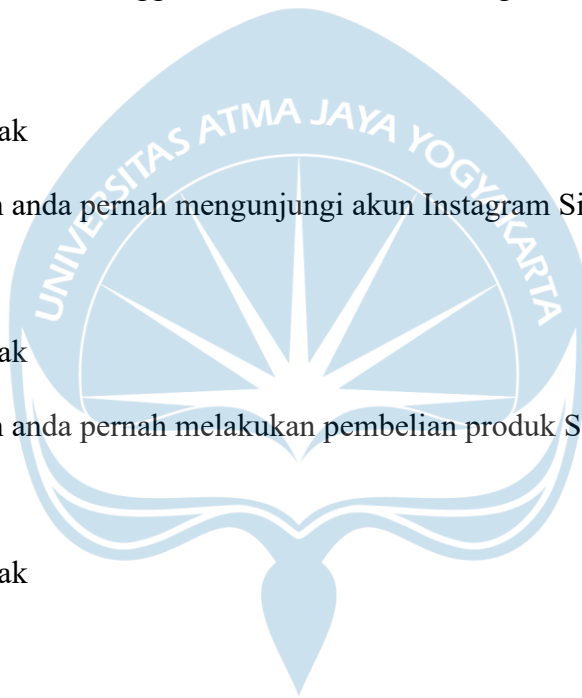 ak
UNIVERSITAS ATMA JAYA YOGYAKARTA
anda pernah mengunjungi akun Instagram Si
ak
anda pernah melakukan pembelian produk S
ak